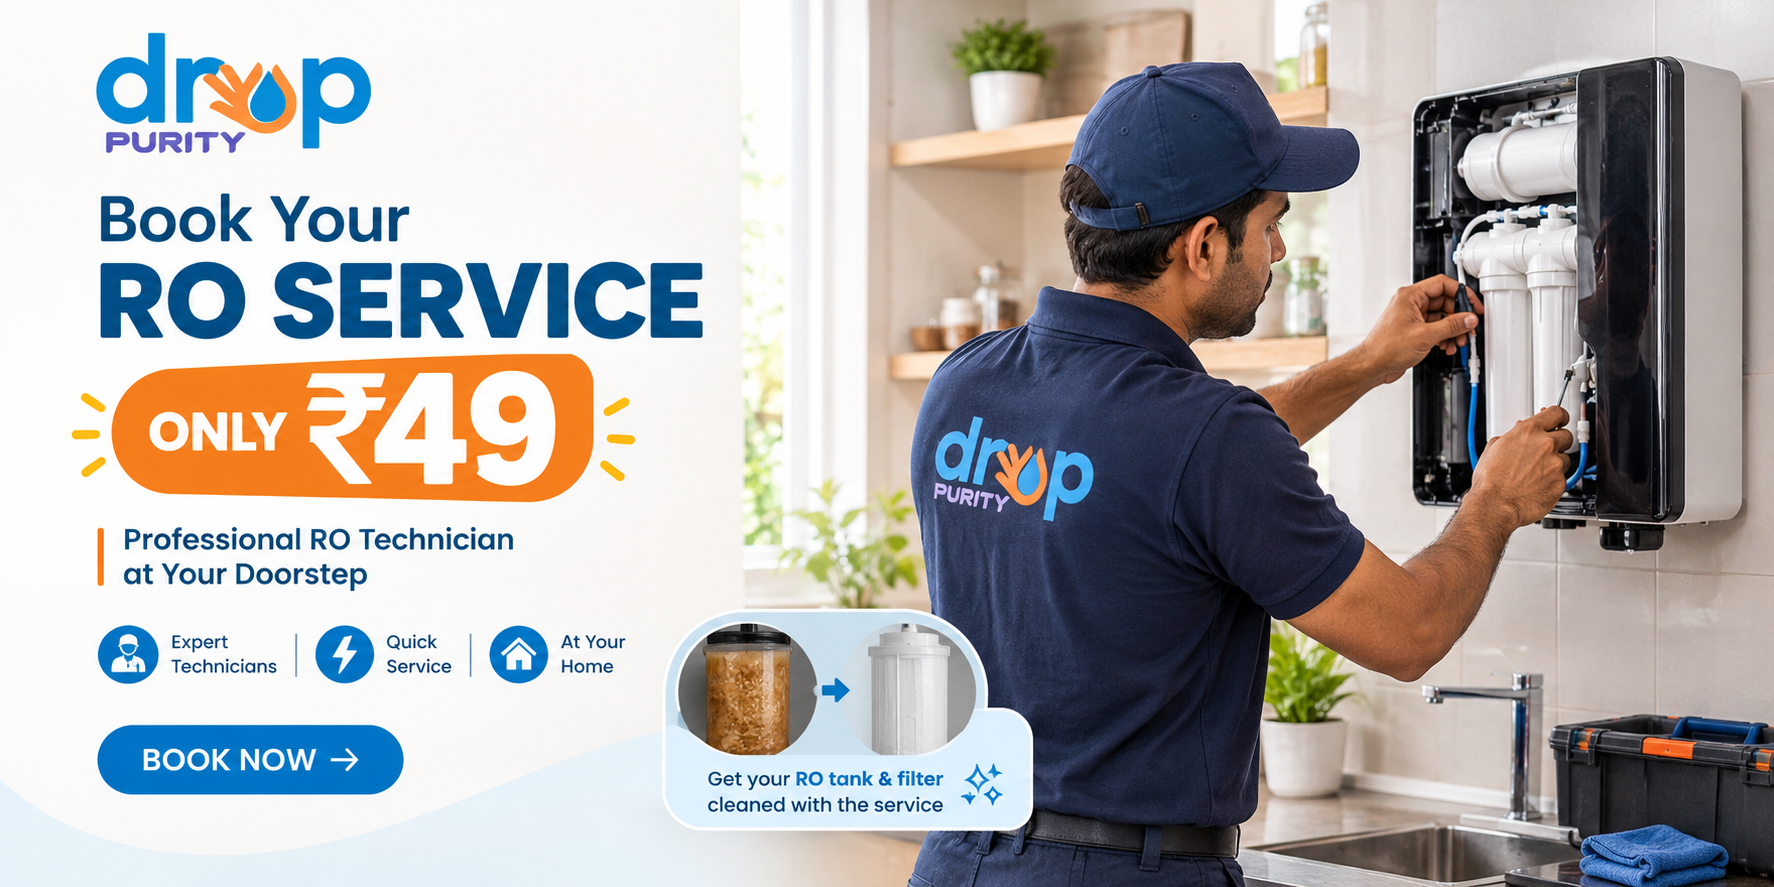 drop
PURITY
Book Your
RO SERVICE
ONLY ₹49
Professional RO Technician
at Your Doorstep
Expert
Technicians
Quick
Service
At Your
Home
BOOK NOW →
drop
PURITY
Get your RO tank & filter
cleaned with the service